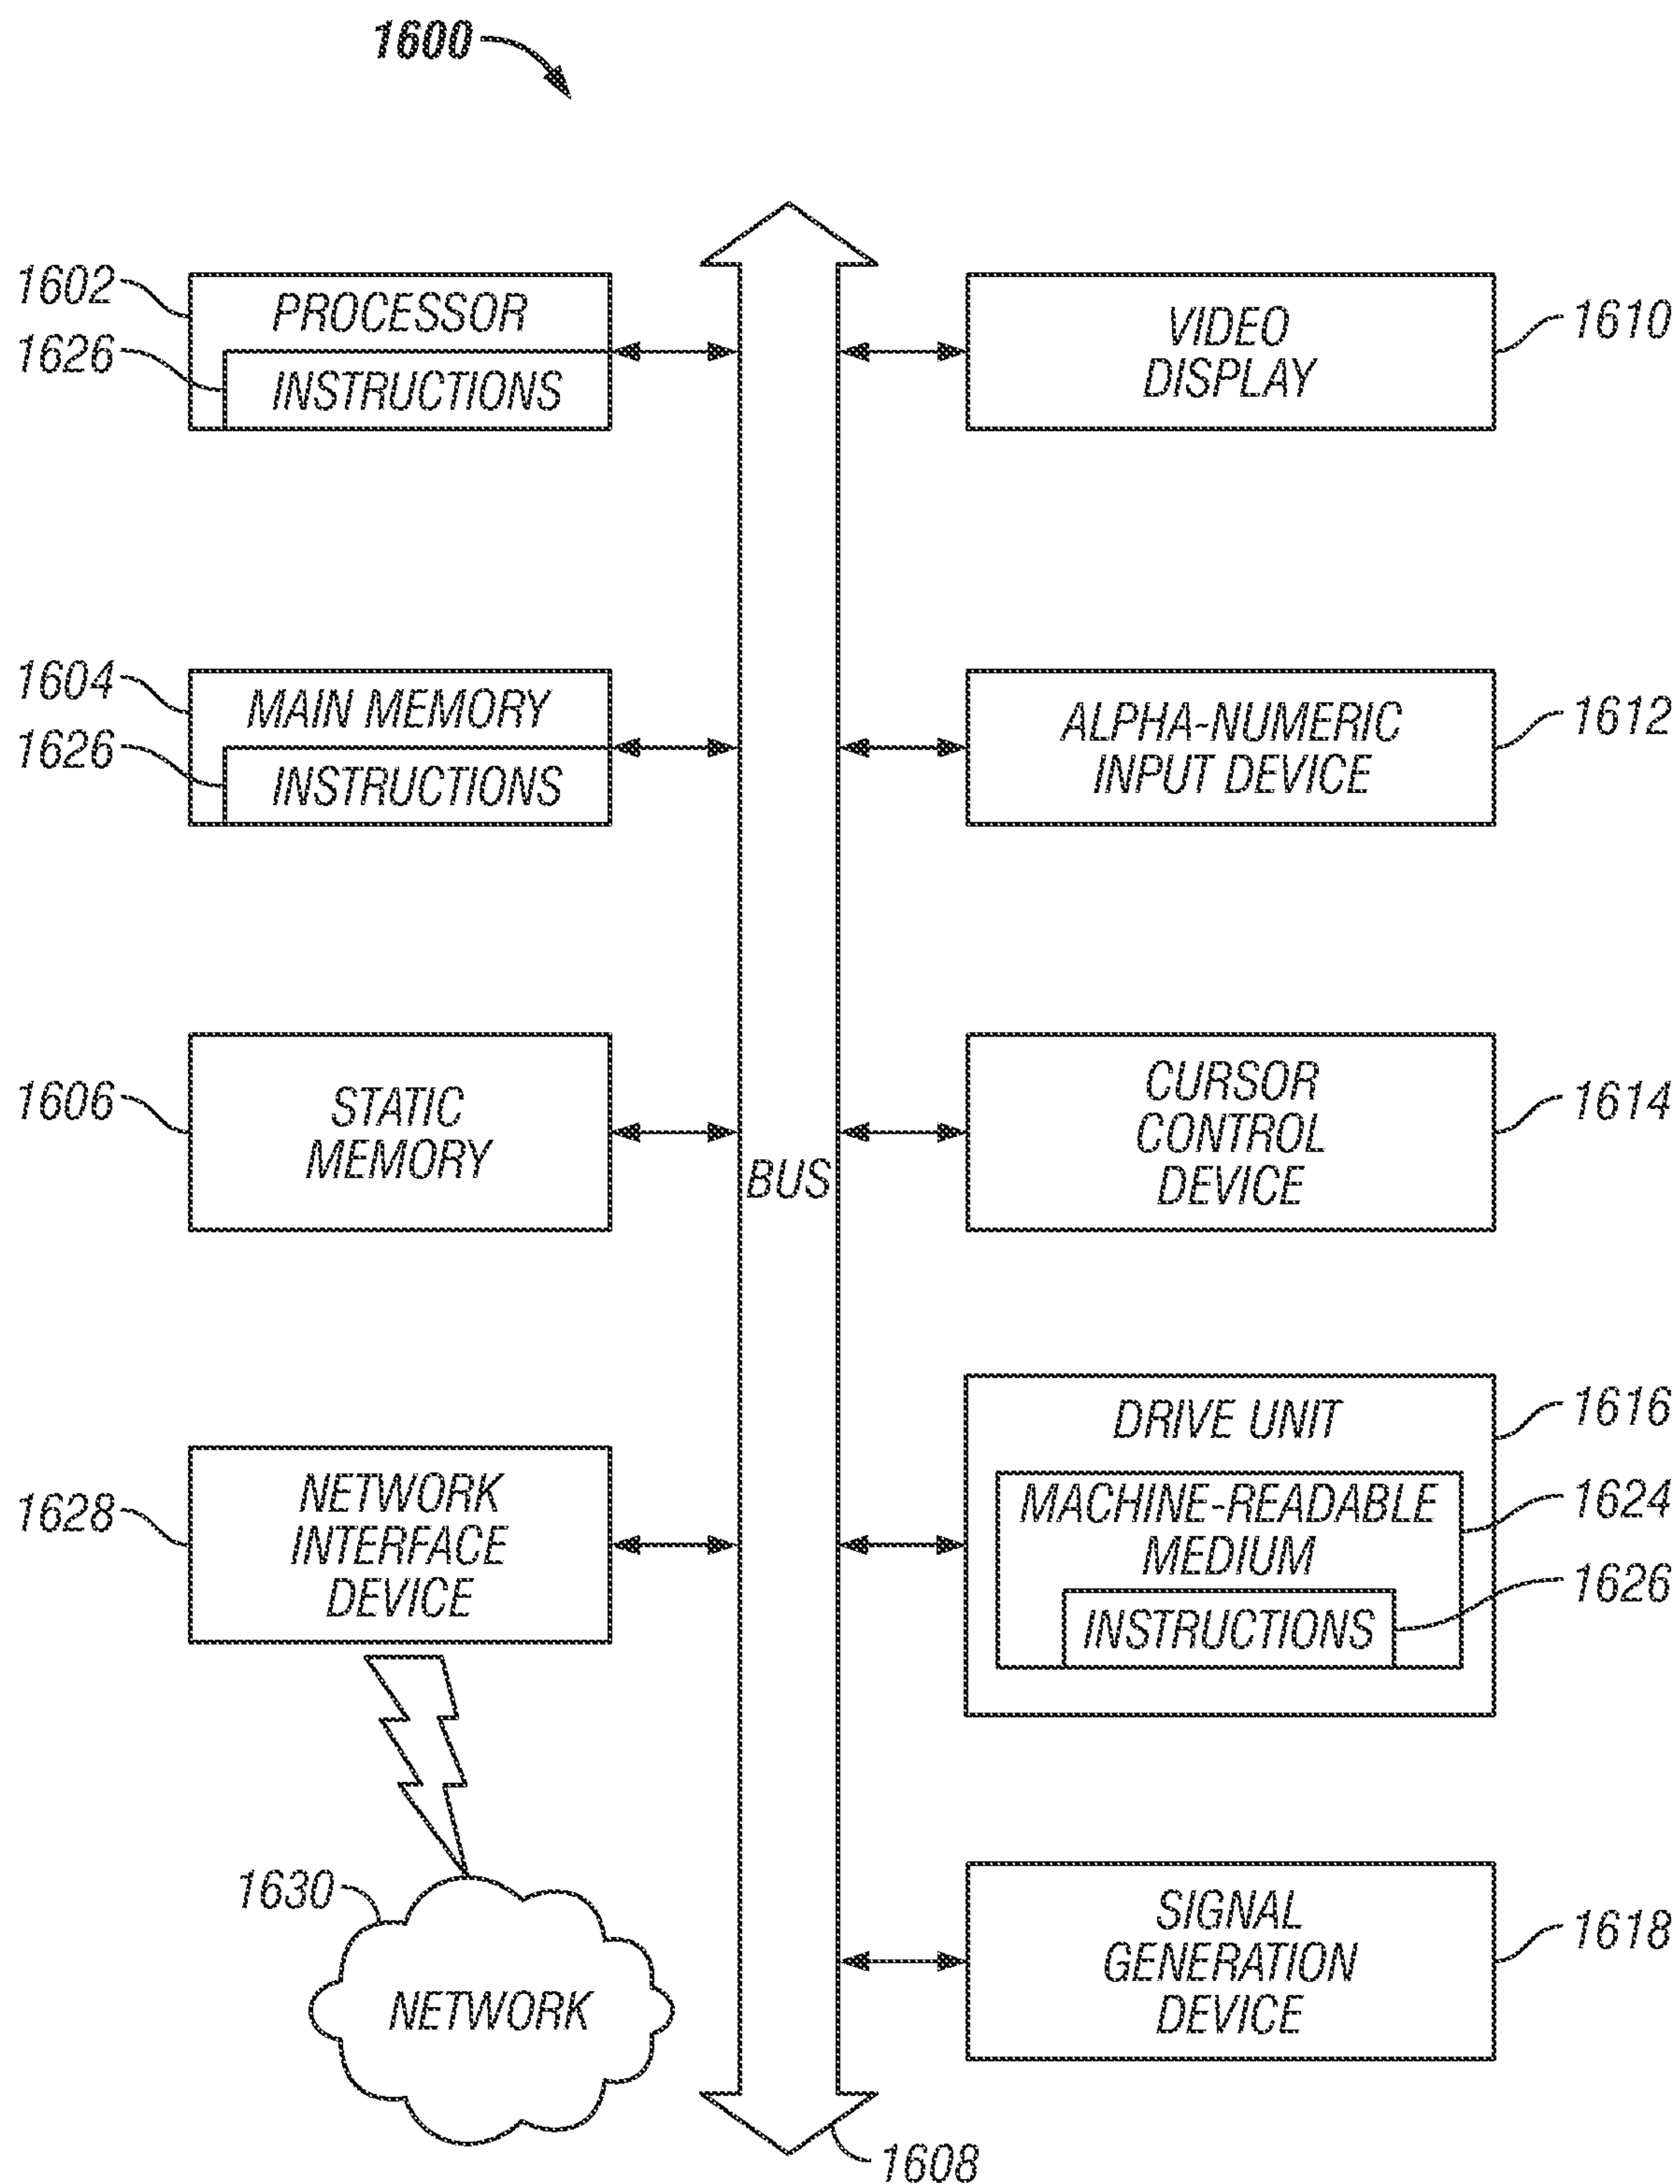 1600
1602
PROCESSOR
1626
INSTRUCTIONS
VIDEO
DISPLAY
1610
1604
MAIN MEMORY
1626
INSTRUCTIONS
ALPHA-NUMERIC
INPUT DEVICE
1612
1606
STATIC
MEMORY
BUS
CURSOR
CONTROL
DEVICE
1614
1628
NETWORK
INTERFACE
DEVICE
DRIVE UNIT
1616
MACHINE-READABLE
MEDIUM
1624
INSTRUCTIONS
1626
1630
NETWORK
SIGNAL
GENERATION
DEVICE
1618
1608